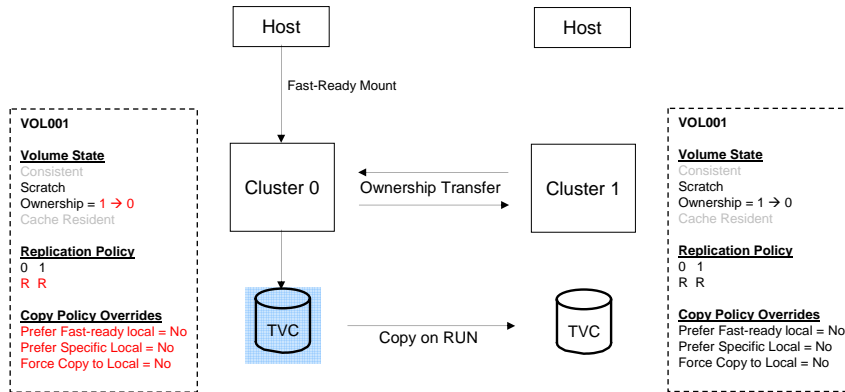 Host
Host
Fast-Ready Mount
VOL001
Volume State
Consistent
Scratch
Ownership = 1 → 0
Cache Resident
Replication Policy
0 1
R R
Copy Policy Overrides
Prefer Fast-ready local = No
Prefer Specific Local = No
Force Copy to Local = No
Cluster 0
Ownership Transfer
Cluster 1
TVC
Copy on RUN
TVC
VOL001
Volume State
Consistent
Scratch
Ownership = 1 → 0
Cache Resident
Replication Policy
0 1
R R
Copy Policy Overrides
Prefer Fast-ready local = No
Prefer Specific Local = No
Force Copy to Local = No